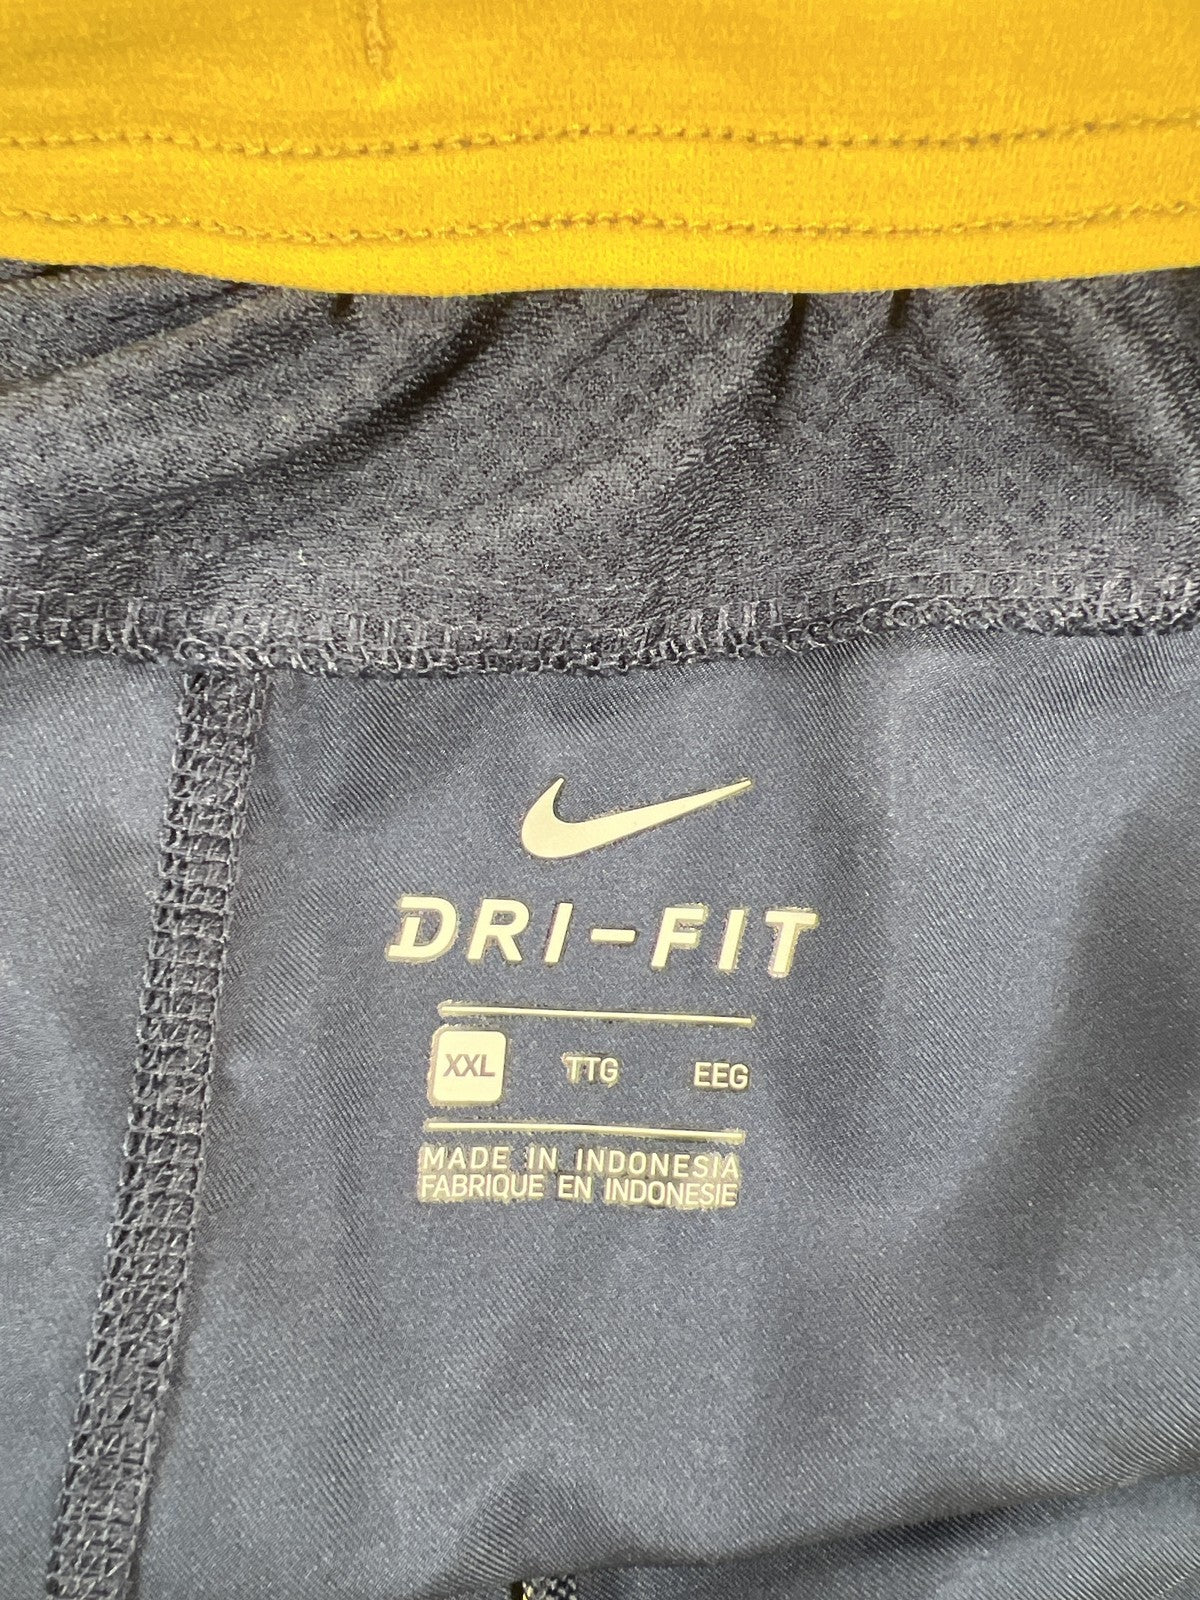 DRI-FIT
XXL TTG EEG
MADE IN INDONESIA
FABRIQUE EN INDONESIE